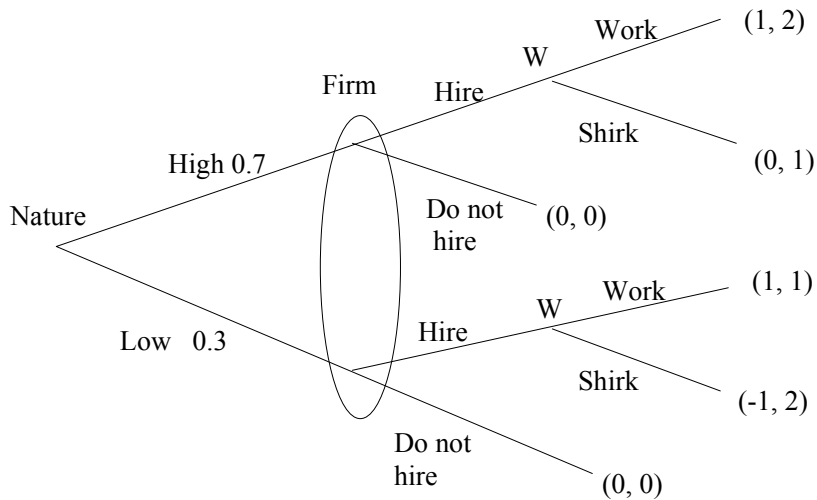 (1, 2)
Work
W
Firm
Hire
Shirk
High 0.7
(0, 1)
Do not
hire
(0, 0)
Nature
(1, 1)
Work
W
Hire
Low 0.3
Shirk
(-1, 2)
Do not
hire
(0, 0)